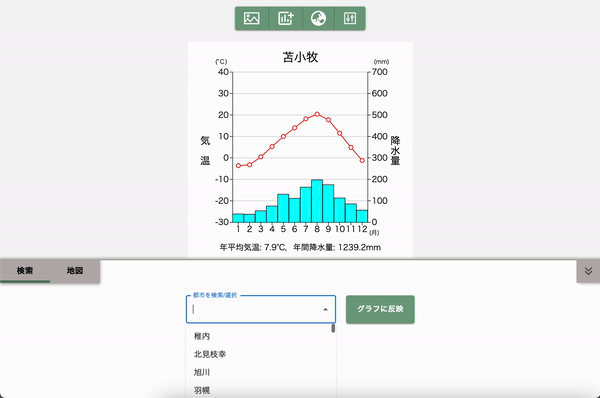 苫小牧
(℃)
(mm)
40
30
20
10
0
-10
-20
-30
気温
700
600
500
400
300
200
100
0
降水量
1 2 3 4 5 6 7 8 9 10 11 12 (月)
年平均気温: 7.9℃, 年間降水量: 1239.2mm
検索
地図
都市を検索/選択
グラフに反映
稚内
北見枝幸
旭川
羽幌